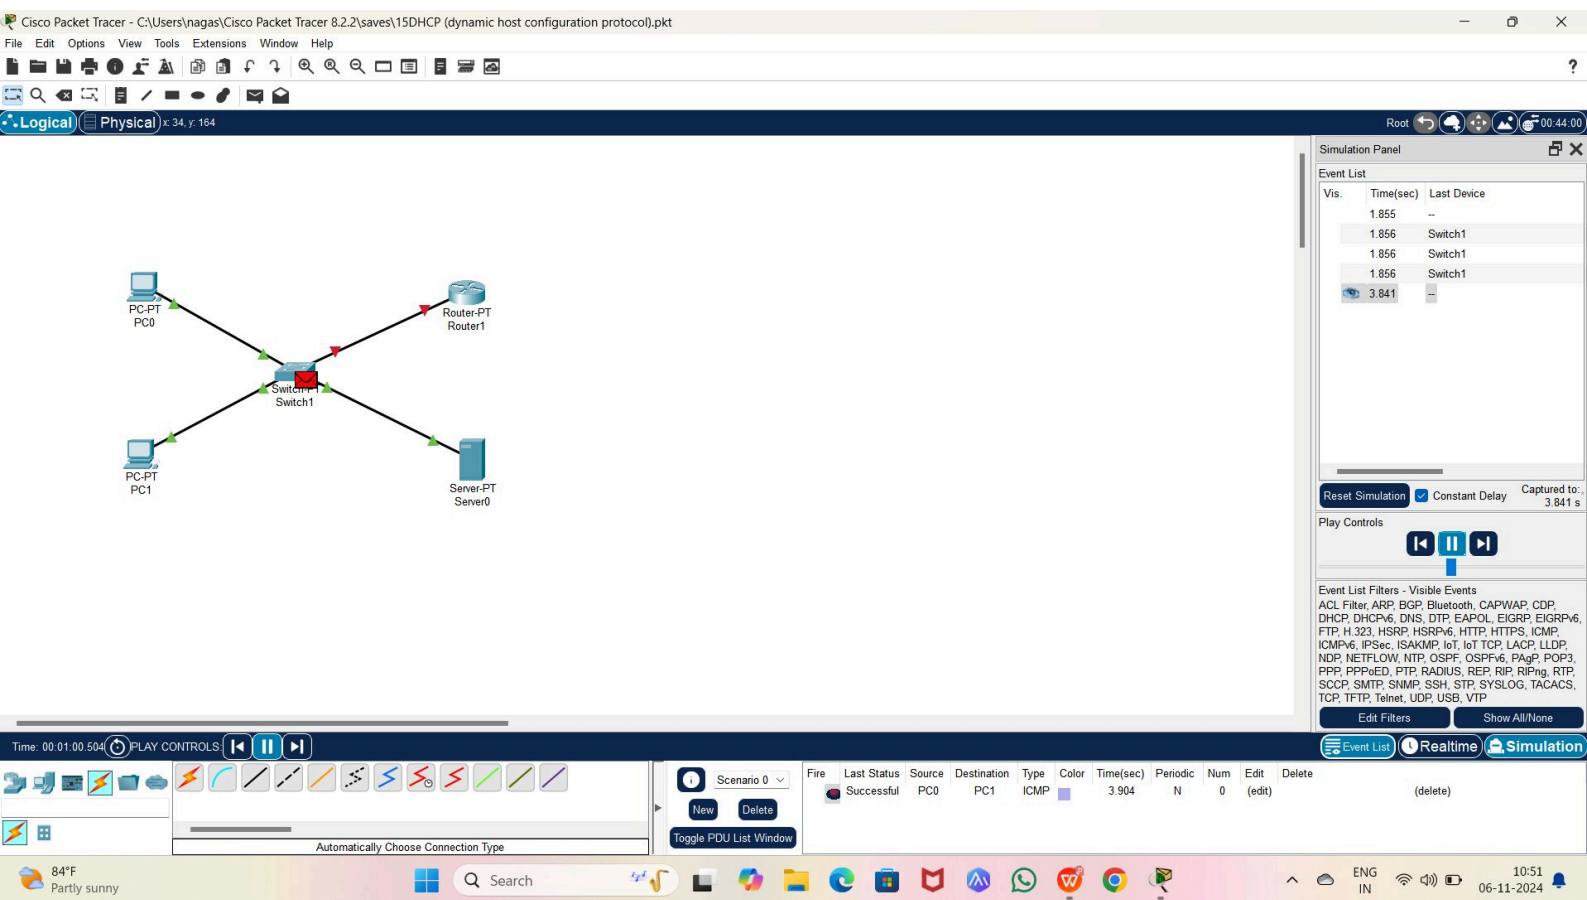 Cisco Packet Tracer - C:\Users\nagas\Cisco Packet Tracer 8.2.2\saves\15DHCP (dynamic host configuration protocol).pkt
File Edit Options View Tools Extensions Window Help
?
Logical Physical x: 34, y: 164 Root 00:44:00
Simulation Panel
Event List
Vis. Time(sec) Last Device
1.855 --
1.856 Switch1
1.856 Switch1
1.856 Switch1
3.841 --
PC-PT
PC0
Router-PT
Router1
Switch1
PC-PT
PC1
Server-PT
Server0
Reset Simulation Constant Delay Captured to:
3.841 s
Play Controls
Event List Filters - Visible Events
ACL Filter, ARP, BGP, Bluetooth, CAPWAP, CDP,
DHCP, DHCPv6, DNS, DTP, EAPOL, EIGRP, EIGRPv6,
FTP, H.323, HSRP, HSRPv6, HTTP, HTTPS, ICMP,
ICMPv6, IPSec, ISAKMP, IoT, IoT TCP, LACP, LLDP,
NDP, NETFLOW, NTP, OSPF, OSPFv6, PAgP, POP3,
PPP, PPPoED, PTP, RADIUS, REP, RIP, RIPng, RTP,
SCCP, SMTP, SNMP, SSH, STP, SYSLOG, TACACS,
TCP, TFTP, Telnet, UDP, USB, VTP
Edit Filters Show All/None
Time: 00:01:00.504 PLAY CONTROLS: Event List Realtime Simulation
Scenario 0
New Delete
Toggle PDU List Window
Fire Last Status Source Destination Type Color Time(sec) Periodic Num Edit Delete
Successful PC0 PC1 ICMP 3.904 N 0 (edit) (delete)
Automatically Choose Connection Type
84°F
Partly sunny
Search
ENG
IN
10:51
06-11-2024